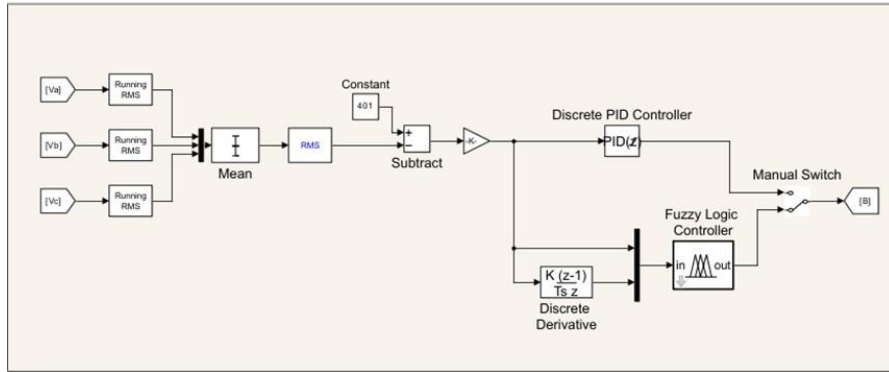 [Va]
Running
RMS
[Vb]
Running
RMS
[Vc]
Running
RMS
Mean
RMS
Constant
401
+
−
Subtract
-K-
Discrete PID Controller
PID(z)
K (z-1)
Ts z
Discrete
Derivative
Fuzzy Logic
Controller
in
out
Manual Switch
[B]